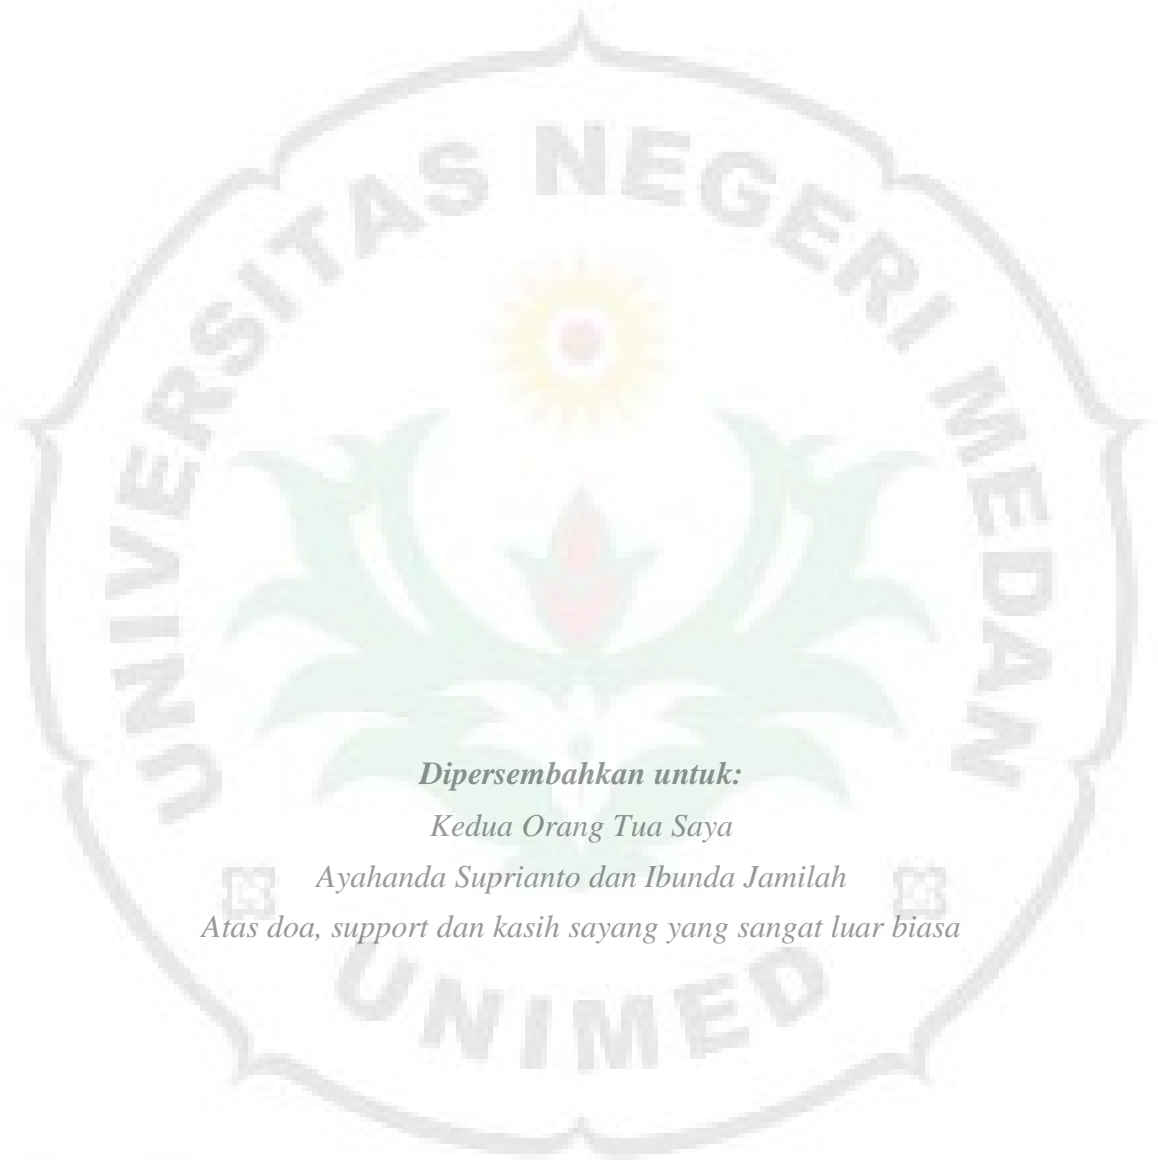 UNIVERSITAS NEGERI MEDAN
Dipersembahkan untuk:
Kedua Orang Tua Saya
Ayahanda Suprianto dan Ibunda Jamilah
Atas doa, support dan kasih sayang yang sangat luar biasa
UNIMED